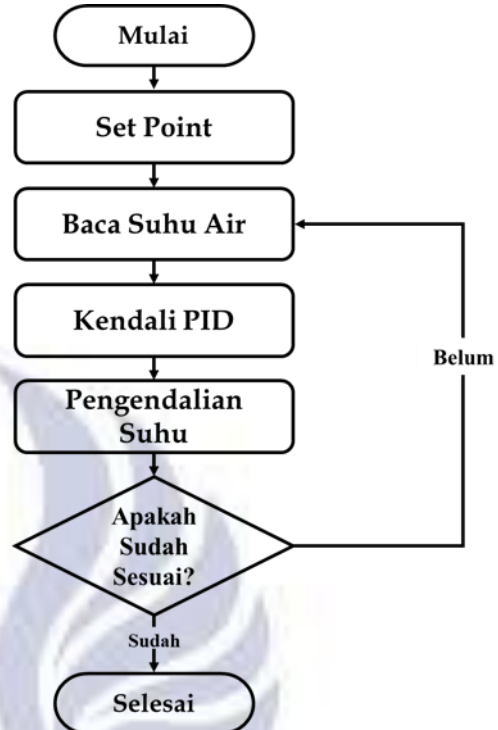 Mulai
Set Point
Baca Suhu Air
Kendali PID
Pengendalian
Suhu
Belum
Apakah
Sudah
Sesuai?
Sudah
Selesai